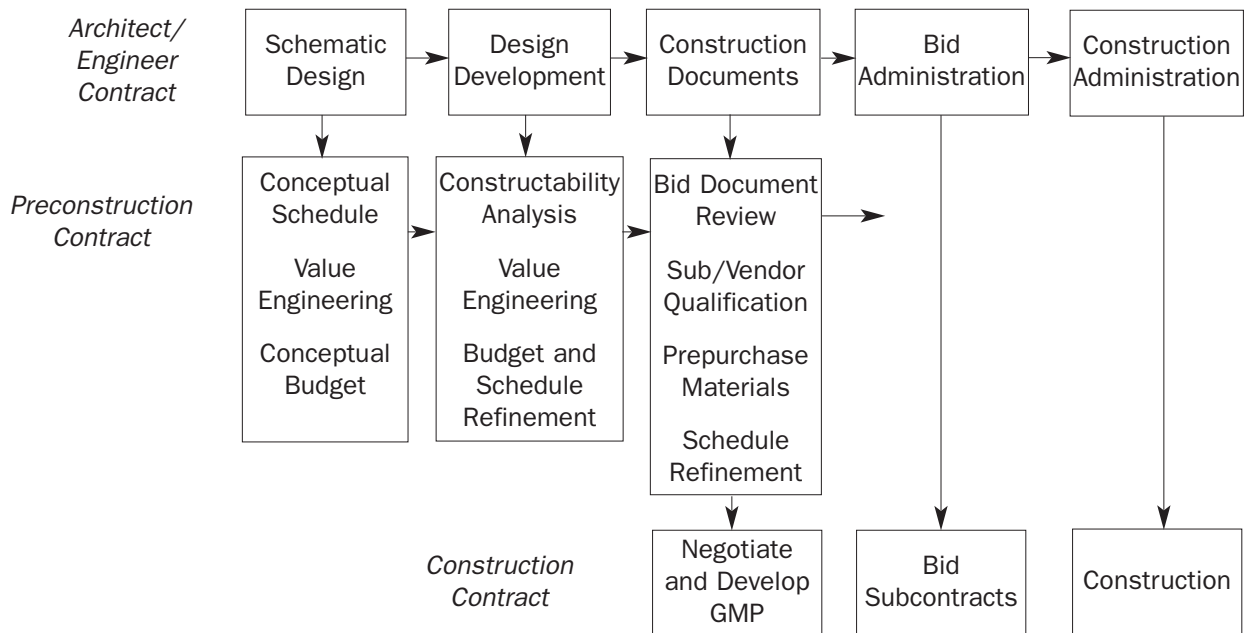 Architect/
Engineer
Contract
Schematic
Design
Design
Development
Construction
Documents
Bid
Administration
Construction
Administration
Preconstruction
Contract
Conceptual
Schedule
Value
Engineering
Conceptual
Budget
Constructability
Analysis
Value
Engineering
Budget and
Schedule
Refinement
Bid Document
Review
Sub/Vendor
Qualification
Prepurchase
Materials
Schedule
Refinement
Construction
Contract
Negotiate
and Develop
GMP
Bid
Subcontracts
Construction